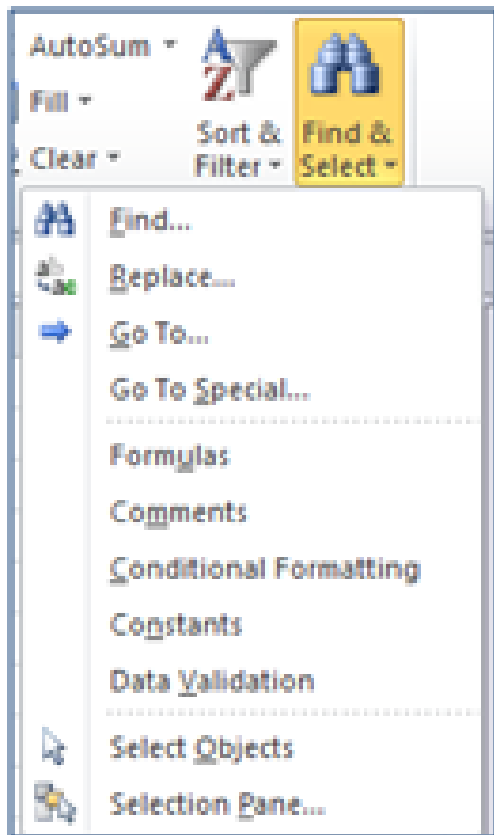 AutoSum
Fill
Clear
Sort &
Filter
Find &
Select
Find...
Replace...
Go To...
Go To Special...
Formulas
Comments
Conditional Formatting
Constants
Data Validation
Select Objects
Selection Pane...